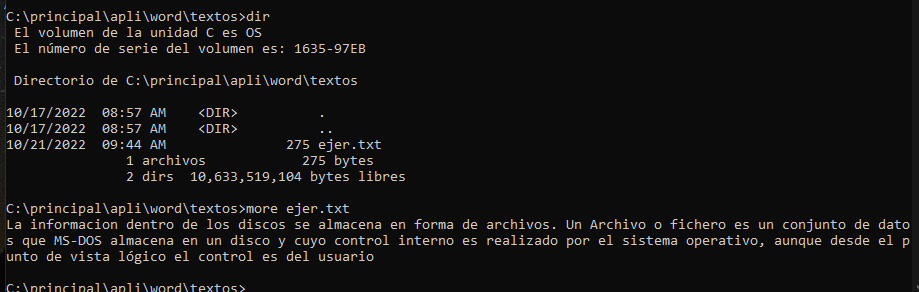 C:\principal\apli\word\textos>dir
 El volumen de la unidad C es OS
 El número de serie del volumen es: 1635-97EB

 Directorio de C:\principal\apli\word\textos

10/17/2022  08:57 AM    <DIR>          .
10/17/2022  08:57 AM    <DIR>          ..
10/21/2022  09:44 AM               275 ejer.txt
               1 archivos            275 bytes
               2 dirs  10,633,519,104 bytes libres

C:\principal\apli\word\textos>more ejer.txt
La informacion dentro de los discos se almacena en forma de archivos. Un Archivo o fichero es un conjunto de dato
s que MS-DOS almacena en un disco y cuyo control interno es realizado por el sistema operativo, aunque desde el p
unto de vista lógico el control es del usuario

C:\principal\apli\word\textos>